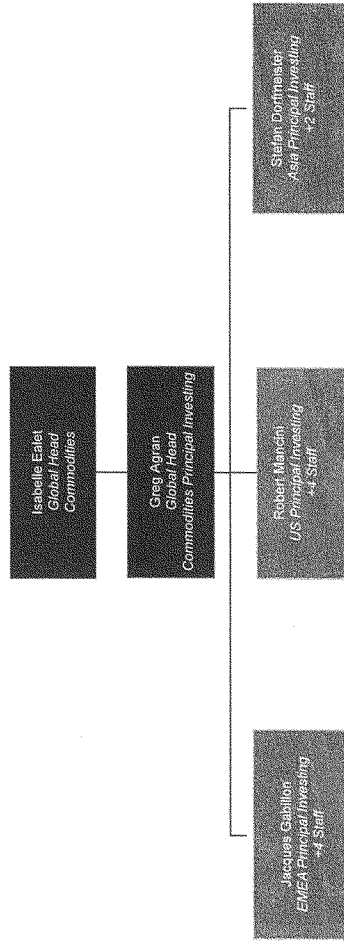 Isabelle Ealet
Global Head
Commodities
Greg Agran
Global Head
Commodities Principal Investing
Jacques Gabillon
EMEA Principal Investing
+4 Staff
Robert Mancini
US Principal Investing
+4 Staff
Stefan Dorfmeister
Asia Principal Investing
+2 Staff